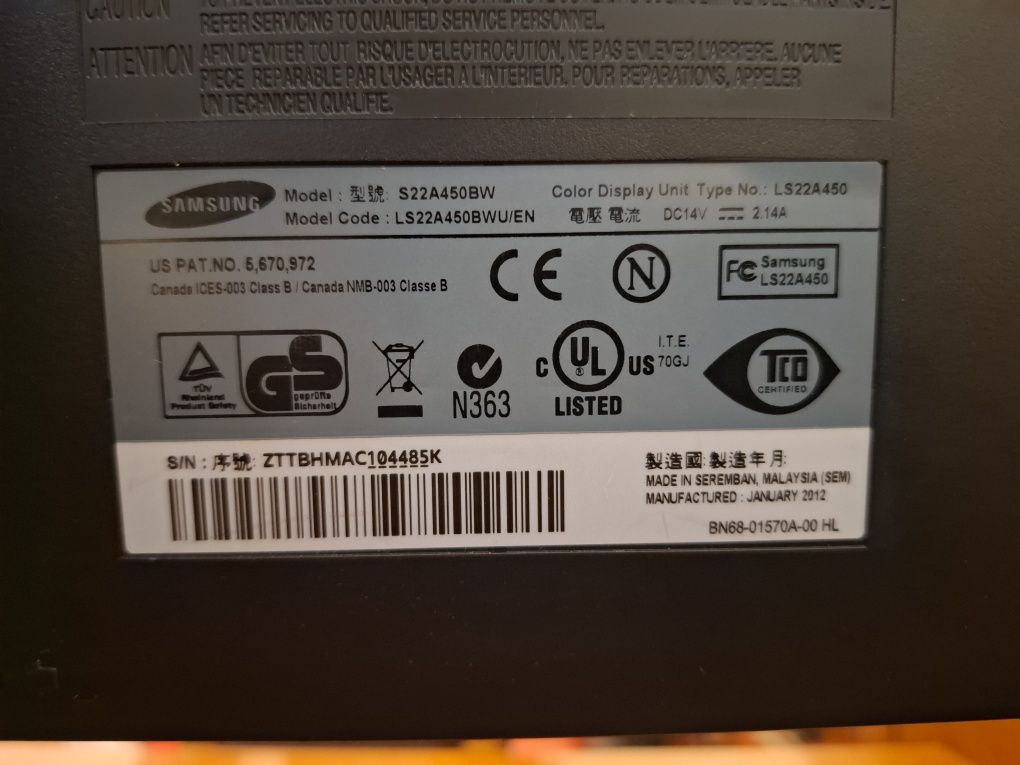 CAUTION
REFER SERVICING TO QUALIFIED SERVICE PERSONNEL.
ATTENTION AFIN D'EVITER TOUT RISQUE D'ELECTROCUTION, NE PAS ENLEVER L'ARRIERE. AUCUNE
PIECE REPARABLE PAR L'USAGER A L'INTERIEUR. POUR REPARATIONS, APPELER
UN TECHNICIEN QUALIFIE.
SAMSUNG
Model : 型號: S22A450BW
Color Display Unit Type No.: LS22A450
Model Code : LS22A450BWU/EN
電壓 電流 DC14V 2.14A
US PAT.NO. 5,670,972
Canada ICES-003 Class B / Canada NMB-003 Classe B
CE
N
FC Samsung
LS22A450
TÜV
Rheinland
Product Safety
GS
geprüfte
Sicherheit
N363
C UL US
®
LISTED
I.T.E.
70GJ
TCO
CERTIFIED
S/N : 序號: ZTTBHMAC104485K
製造國: 製造年月:
MADE IN SEREMBAN, MALAYSIA (SEM)
MANUFACTURED : JANUARY 2012
BN68-01570A-00 HL